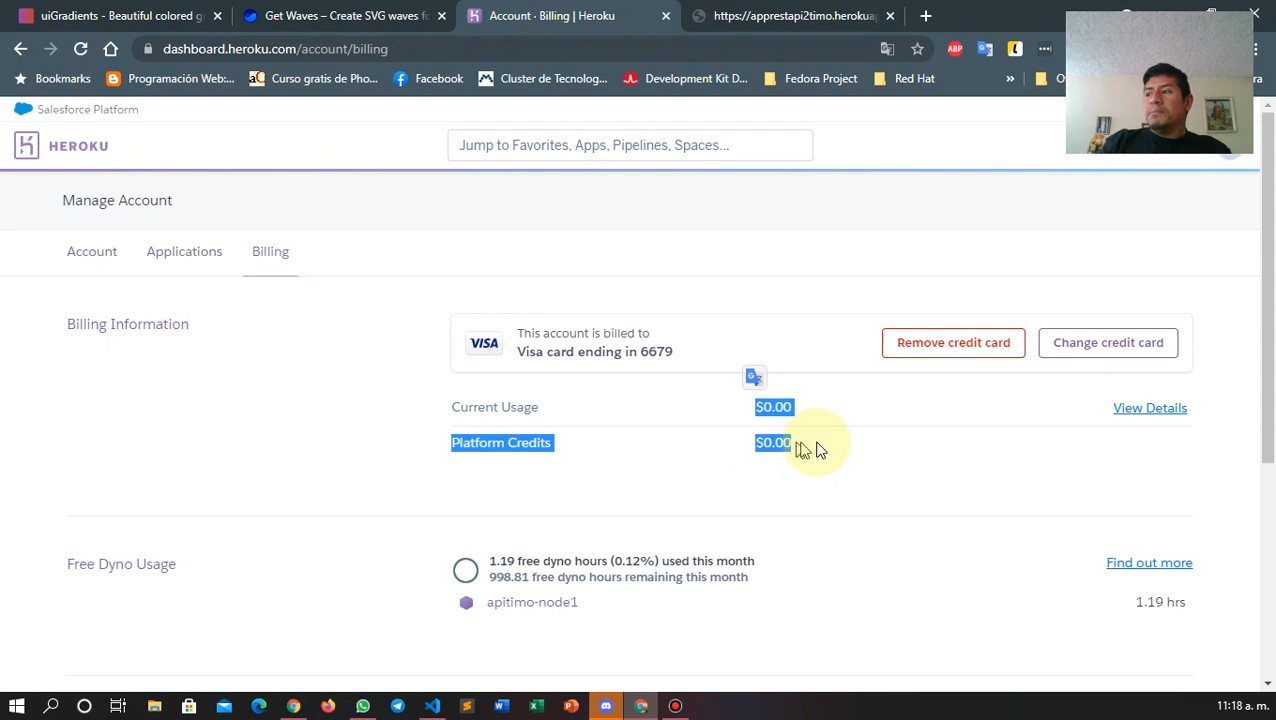 uiGradients - Beautiful colored g
Get Waves – Create SVG waves fo
Account · Billing | Heroku
https://apprestapi2timo.herokua
dashboard.heroku.com/account/billing
ABP
Bookmarks
Programación Web:...
Curso gratis de Pho...
Facebook
Cluster de Tecnolog...
Development Kit D...
Fedora Project
Red Hat
Salesforce Platform
HEROKU
Jump to Favorites, Apps, Pipelines, Spaces...
Manage Account
Account
Applications
Billing
Billing Information
VISA
This account is billed to
Visa card ending in 6679
Remove credit card
Change credit card
Current Usage
$0.00
View Details
Platform Credits
$0.00
Free Dyno Usage
1.19 free dyno hours (0.12%) used this month
998.81 free dyno hours remaining this month
Find out more
apitimo-node1
1.19 hrs
11:18 a. m.